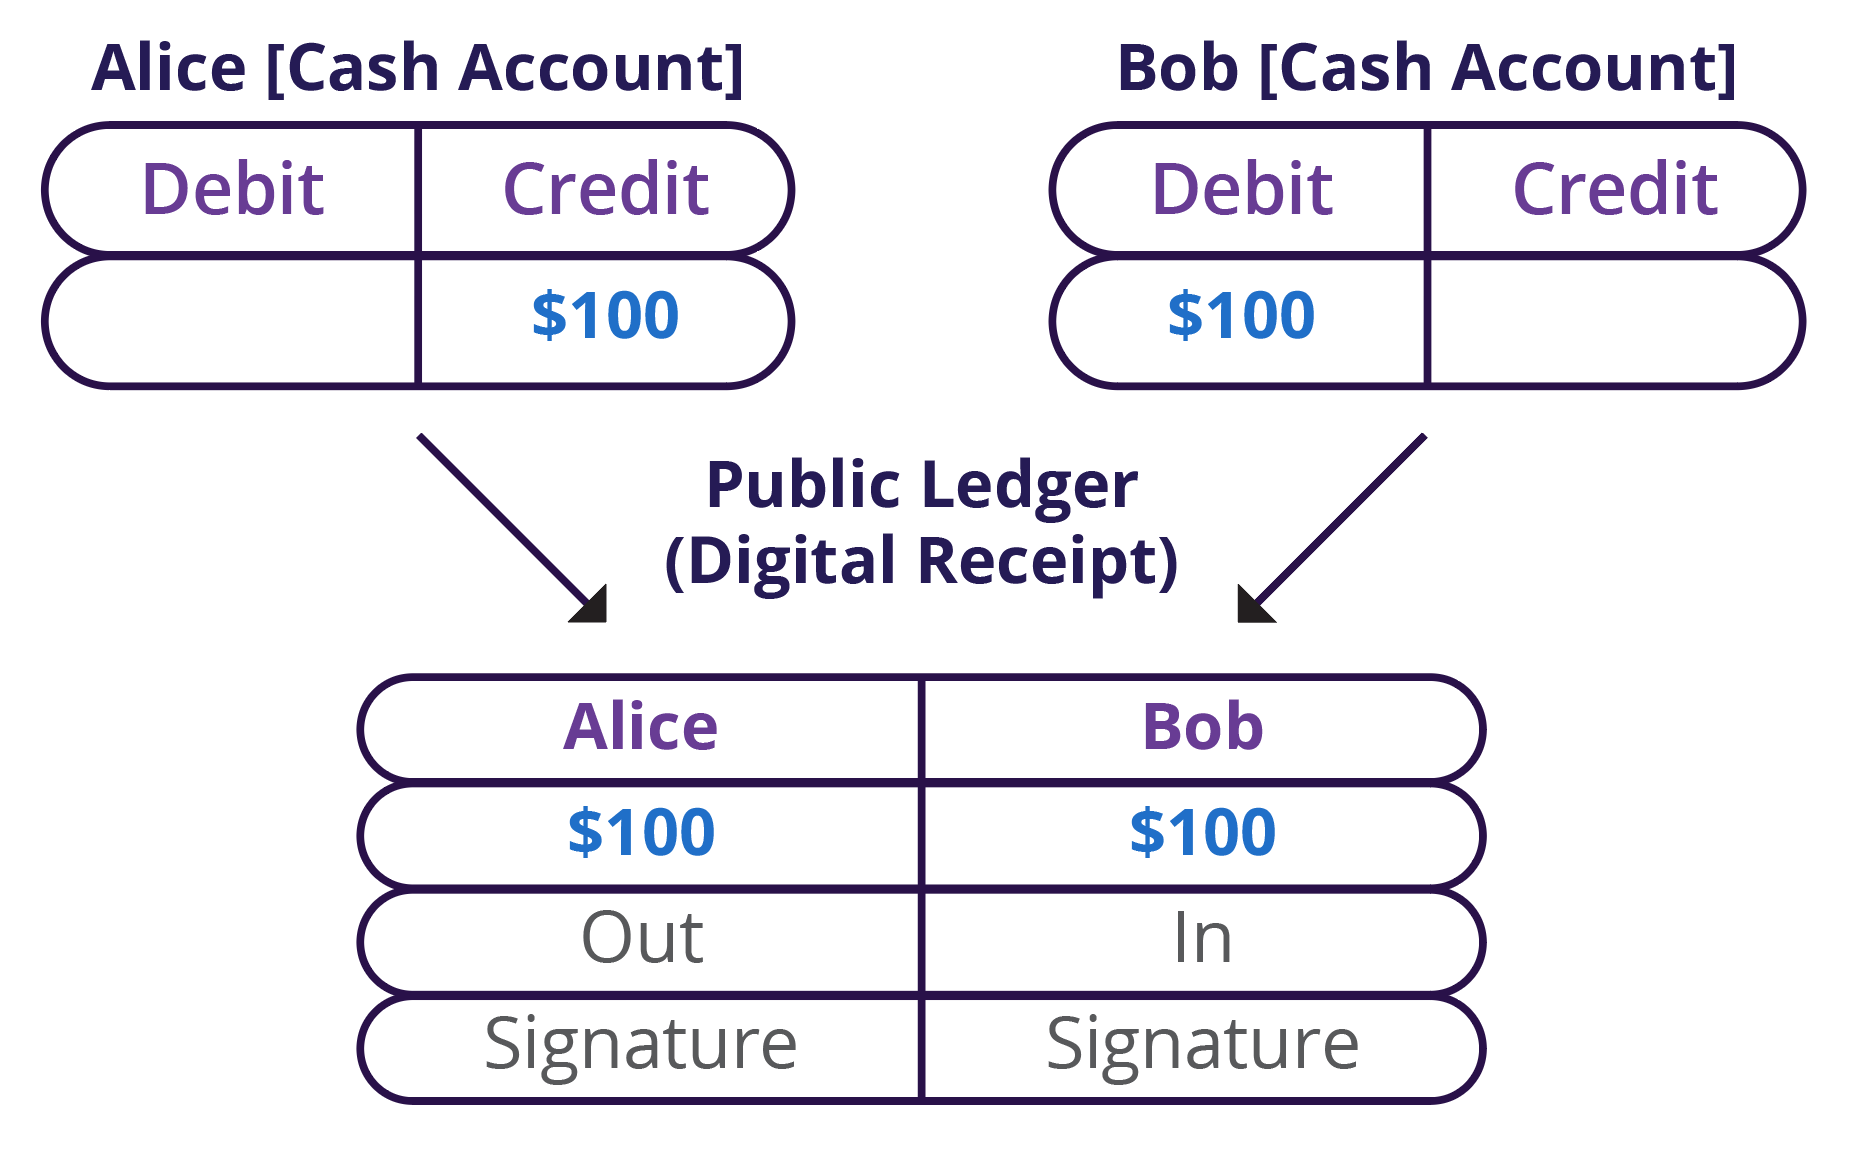 Alice [Cash Account]
Bob [Cash Account]
Debit Credit
Debit Credit
$100
$100
Public Ledger
(Digital Receipt)
Alice Bob
$100 $100
Out In
Signature Signature